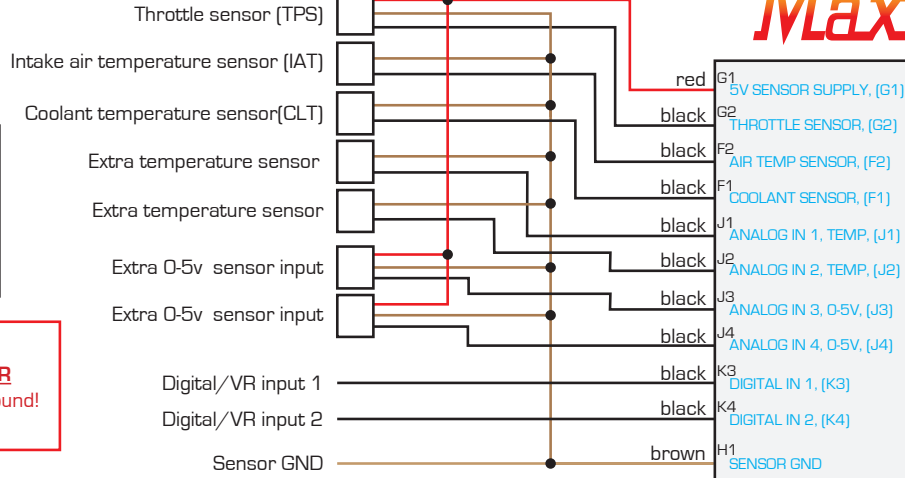 Throttle sensor (TPS)
Intake air temperature sensor (IAT)
Coolant temperature sensor(CLT)
Extra temperature sensor
Extra temperature sensor
Extra 0-5v sensor input
Extra 0-5v sensor input
Digital/VR input 1
Digital/VR input 2
Sensor GND
R
und!
Max
red G1 5V SENSOR SUPPLY, (G1)
black G2 THROTTLE SENSOR, (G2)
black F2 AIR TEMP SENSOR, (F2)
black F1 COOLANT SENSOR, (F1)
black J1 ANALOG IN 1, TEMP, (J1)
black J2 ANALOG IN 2, TEMP, (J2)
black J3 ANALOG IN 3, 0-5V, (J3)
black J4 ANALOG IN 4, 0-5V, (J4)
black K3 DIGITAL IN 1, (K3)
black K4 DIGITAL IN 2, (K4)
brown H1 SENSOR GND